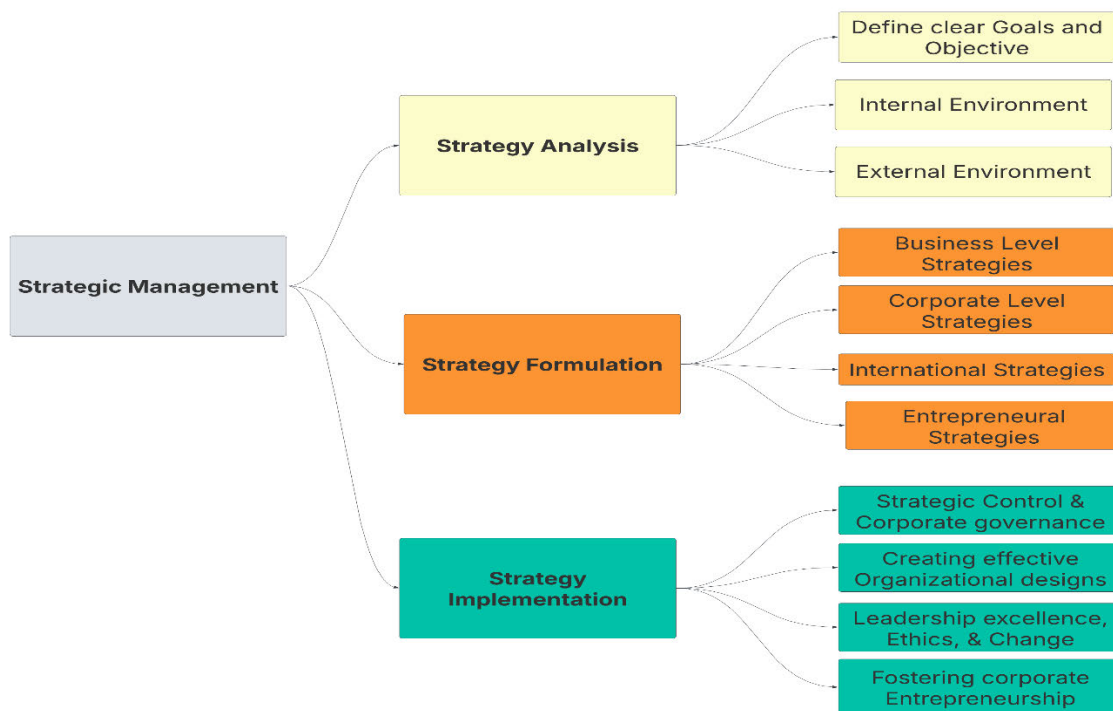 Strategic Management
Strategy Analysis
Define clear Goals and
Objective
Internal Environment
External Environment
Strategy Formulation
Business Level
Strategies
Corporate Level
Strategies
International Strategies
Entrepreneural
Strategies
Strategy
Implementation
Strategic Control &
Corporate governance
Creating effective
Organizational designs
Leadership excellence,
Ethics, & Change
Fostering corporate
Entrepreneurship